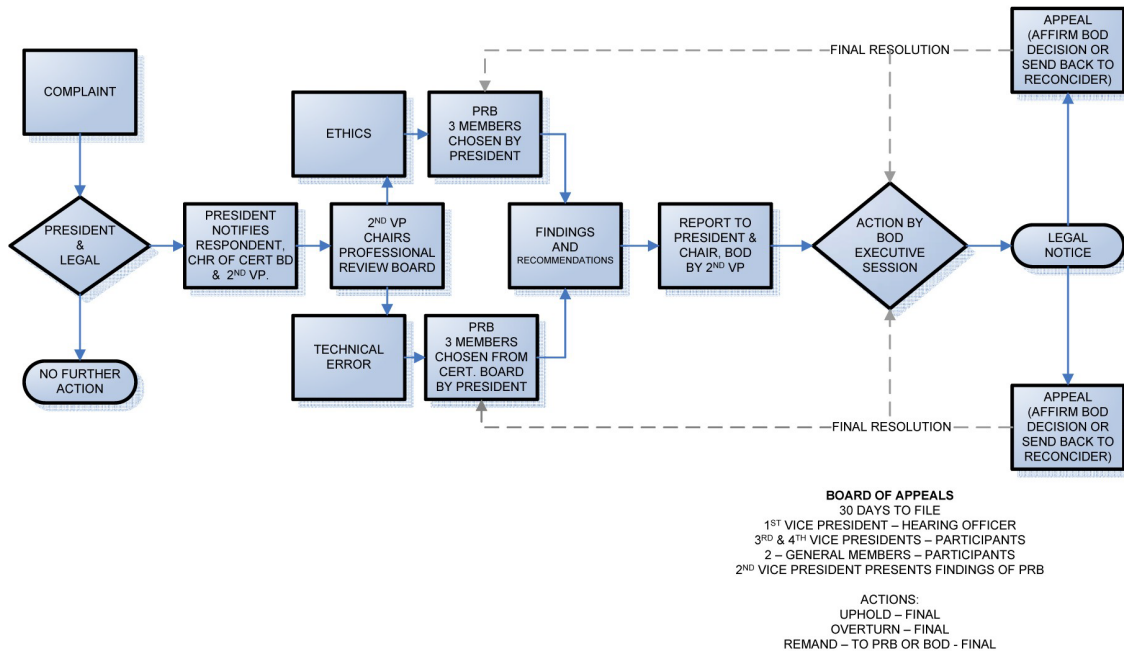 COMPLAINT
PRESIDENT
&
LEGAL
NO FURTHER
ACTION
PRESIDENT
NOTIFIES
RESPONDENT,
CHR OF CERT BD
& 2ND VP.
ETHICS
2ND VP
CHAIRS
PROFESSIONAL
REVIEW BOARD
TECHNICAL
ERROR
PRB
3 MEMBERS
CHOSEN BY
PRESIDENT
PRB
3 MEMBERS
CHOSEN FROM
CERT. BOARD
BY PRESIDENT
FINDINGS
AND
RECOMMENDATIONS
REPORT TO
PRESIDENT &
CHAIR, BOD
BY 2ND VP
FINAL RESOLUTION
ACTION BY
BOD
EXECUTIVE
SESSION
FINAL RESOLUTION
APPEAL
(AFFIRM BOD
DECISION OR
SEND BACK TO
RECONCIDER)
LEGAL
NOTICE
APPEAL
(AFFIRM BOD
DECISION OR
SEND BACK TO
RECONCIDER)
BOARD OF APPEALS
30 DAYS TO FILE
1ST VICE PRESIDENT – HEARING OFFICER
3RD & 4TH VICE PRESIDENTS – PARTICIPANTS
2 – GENERAL MEMBERS – PARTICIPANTS
2ND VICE PRESIDENT PRESENTS FINDINGS OF PRB
ACTIONS:
UPHOLD – FINAL
OVERTURN – FINAL
REMAND – TO PRB OR BOD - FINAL